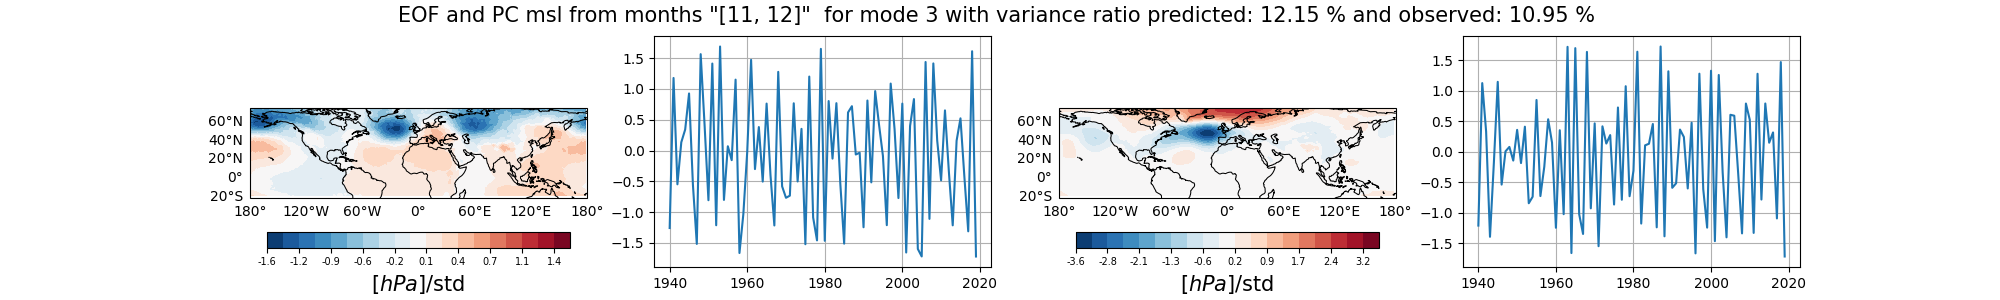 EOF and PC msl from months "[11, 12]"  for mode 3 with variance ratio predicted: 12.15 % and observed: 10.95 %
60°N
40°N
20°N
0°
20°S
180° 120°W 60°W 0° 60°E 120°E 180°
-1.6 -1.2 -0.9 -0.6 -0.2 0.1 0.4 0.7 1.1 1.4
[hPa]/std
1.5
1.0
0.5
0.0
−0.5
−1.0
−1.5
1940 1960 1980 2000 2020
60°N
40°N
20°N
0°
20°S
180° 120°W 60°W 0° 60°E 120°E 180°
-3.6 -2.8 -2.1 -1.3 -0.6 0.2 0.9 1.7 2.4 3.2
[hPa]/std
1.5
1.0
0.5
0.0
−0.5
−1.0
−1.5
1940 1960 1980 2000 2020